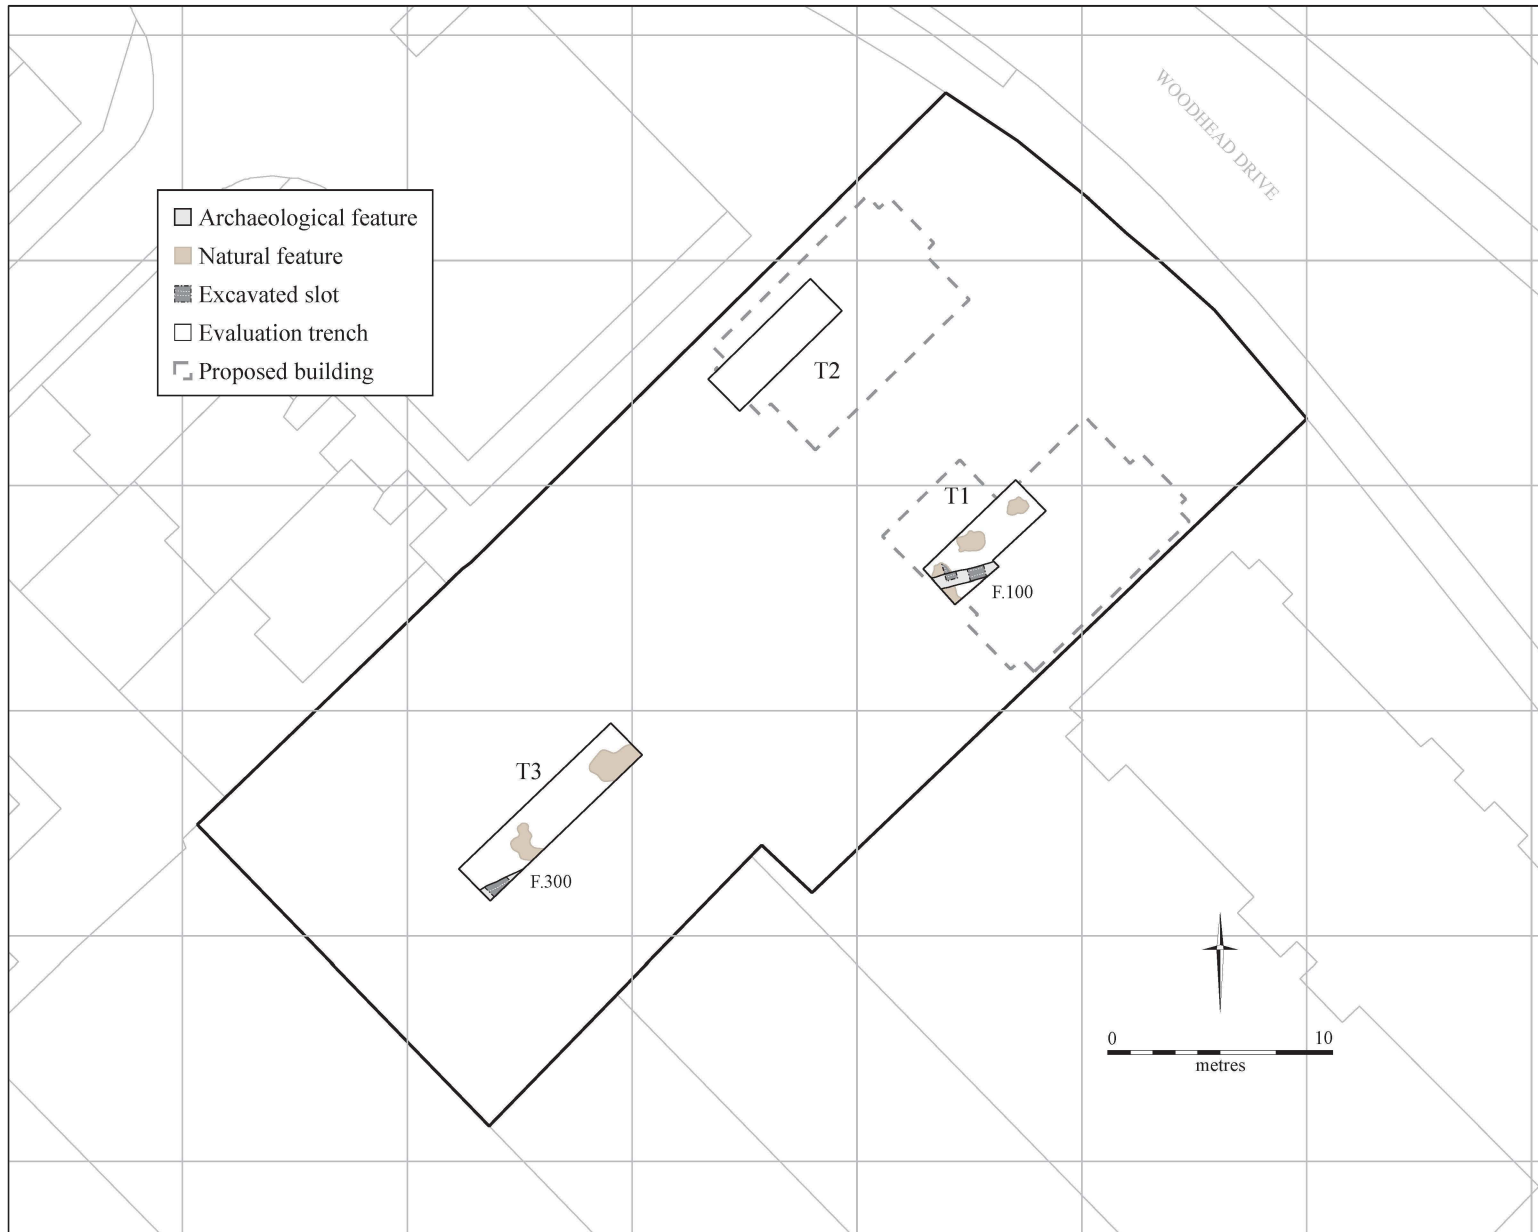 WOODHEAD DRIVE
Archaeological feature
Natural feature
Excavated slot
Evaluation trench
Proposed building
T2
T1
F.100
T3
F.300
0 10
metres